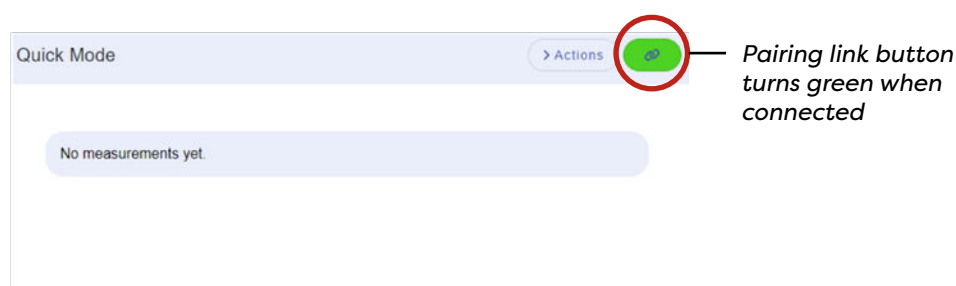 Quick Mode
> Actions
Pairing link button
turns green when
connected
No measurements yet.